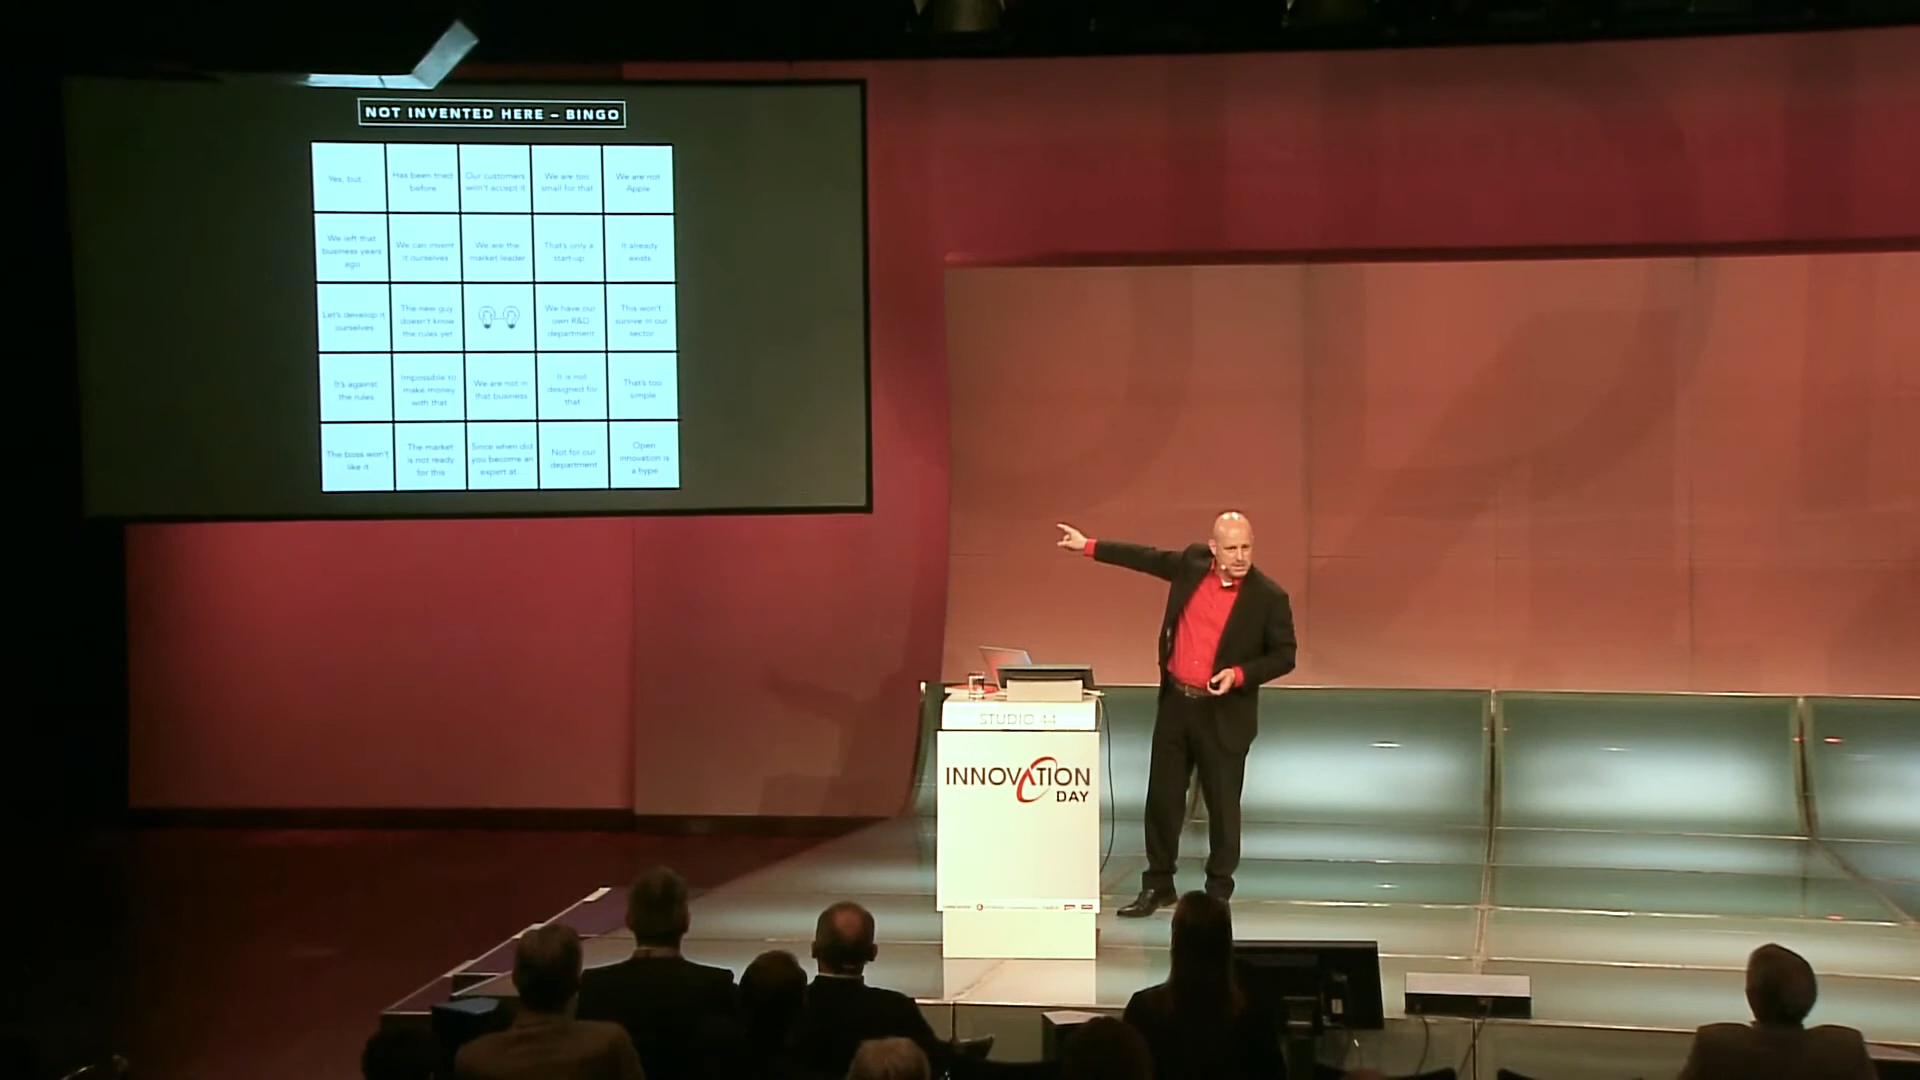 NOT INVENTED HERE – BINGO
Yes, but...
Has been tried
before
Our customers
won't accept it
We are too
small for that
We are not
Apple
We left that
business years
ago
We can invent
it ourselves
We are the
market leader
That's only a
start-up
It already
exists
Let's develop it
ourselves
The new guy
doesn't know
the rules yet
We have our
own R&D
department
This won't
survive in our
sector
It's against
the rules
Impossible to
make money
with that
We are not in
that business
It is not
designed for
that
That's too
simple
The boss won't
like it
The market
is not ready
for this
Since when did
you become an
expert at...
Not for our
department
Open
innovation is
a hype
STUDIO 44
INNOVATION
DAY